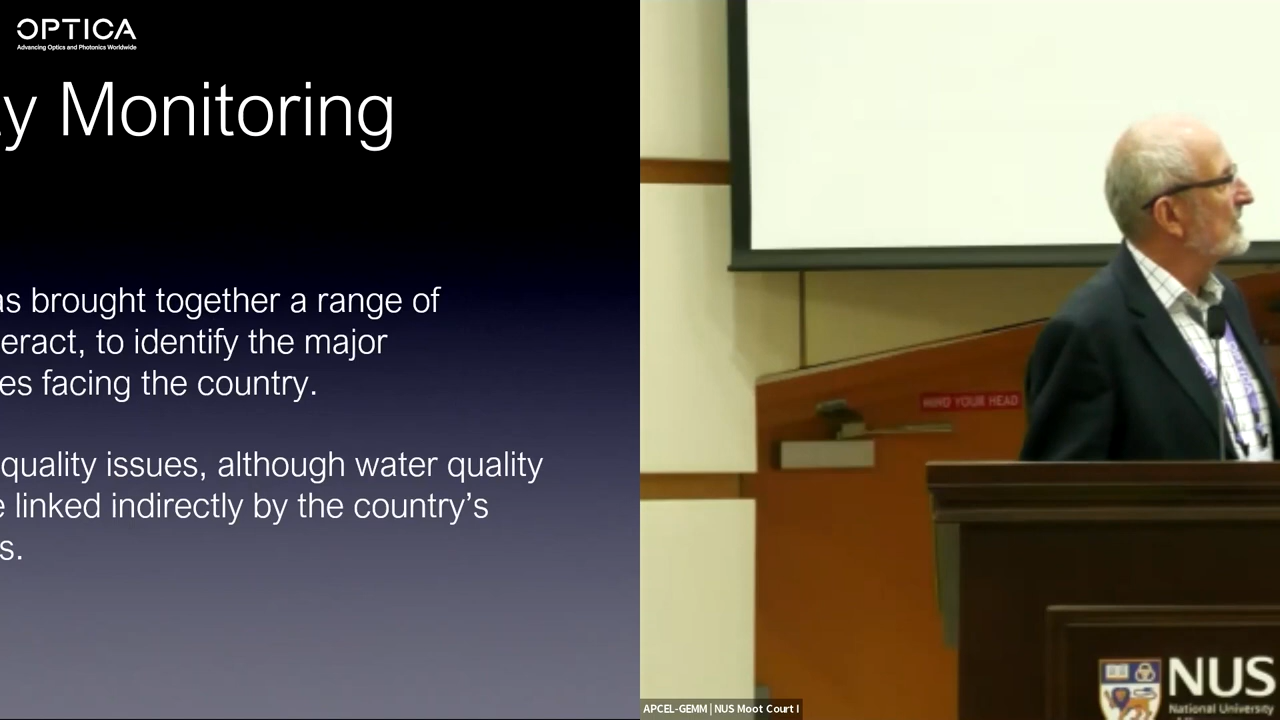 OPTICA
Advancing Optics and Photonics Worldwide
y Monitoring
as brought together a range of
eract, to identify the major
es facing the country.
quality issues, although water quality
e linked indirectly by the country's
s.
MIND YOUR HEAD
NUS
National University
APCEL-GEMM | NUS Moot Court I